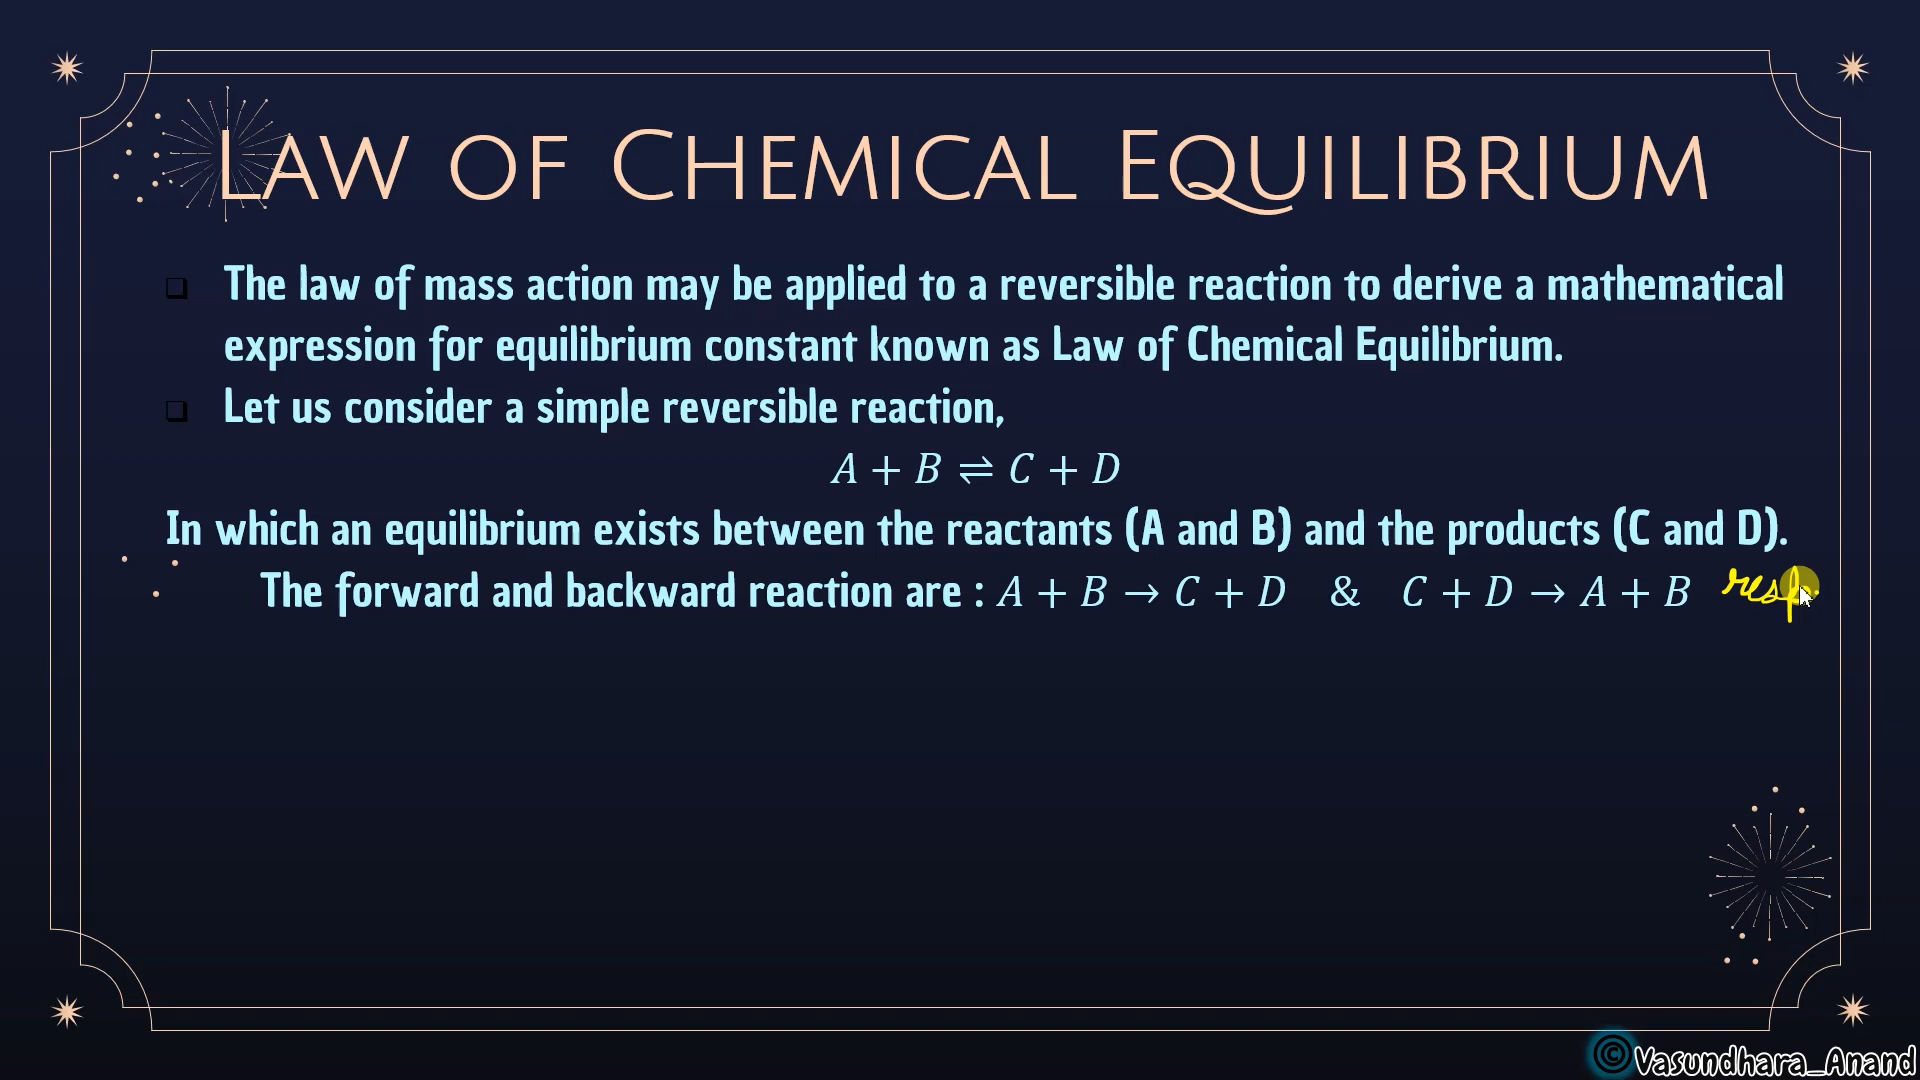 Law of Chemical Equilibrium
❑ The law of mass action may be applied to a reversible reaction to derive a mathematical
expression for equilibrium constant known as Law of Chemical Equilibrium.
❑ Let us consider a simple reversible reaction,
A + B ⇌ C + D
In which an equilibrium exists between the reactants (A and B) and the products (C and D).
The forward and backward reaction are : A + B → C + D & C + D → A + B resp.
©Vasundhara_Anand